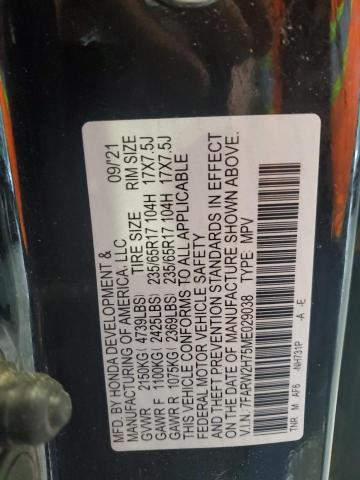 MFD. BY HONDA DEVELOPMENT & 09/21
MANUFACTURING OF AMERICA, LLC
TIRE SIZE RIM SIZE
GVWR 2150KG( 4739LBS) 235/65R17 104H 17X7.5J
GAWR F 1100KG( 2425LBS) 235/65R17 104H 17X7.5J
GAWR R 1075KG( 2369LBS)
THIS VEHICLE CONFORMS TO ALL APPLICABLE
FEDERAL MOTOR VEHICLE SAFETY
AND THEFT PREVENTION STANDARDS IN EFFECT
ON THE DATE OF MANUFACTURE SHOWN ABOVE.
V.I.N.: 7FARW2H75ME029038 TYPE: MPV
TNR M AF6 -NH731P -A -E